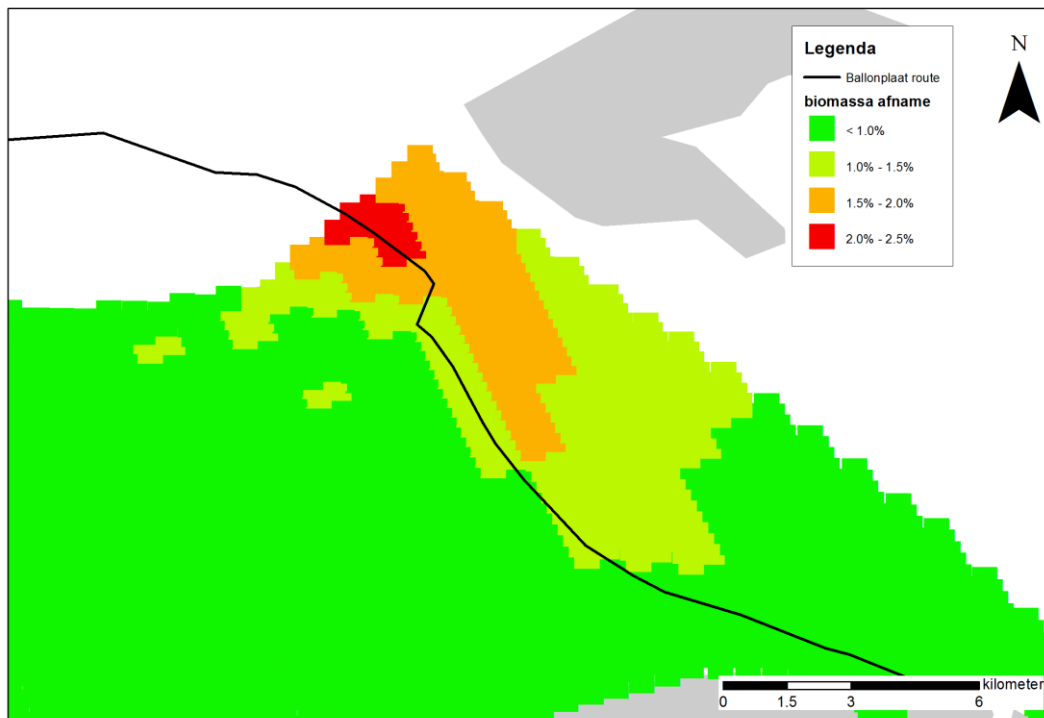 Legenda
Ballonplaat route
biomassa afname
< 1.0%
1.0% - 1.5%
1.5% - 2.0%
2.0% - 2.5%
N
kilometer
0 1.5 3 6